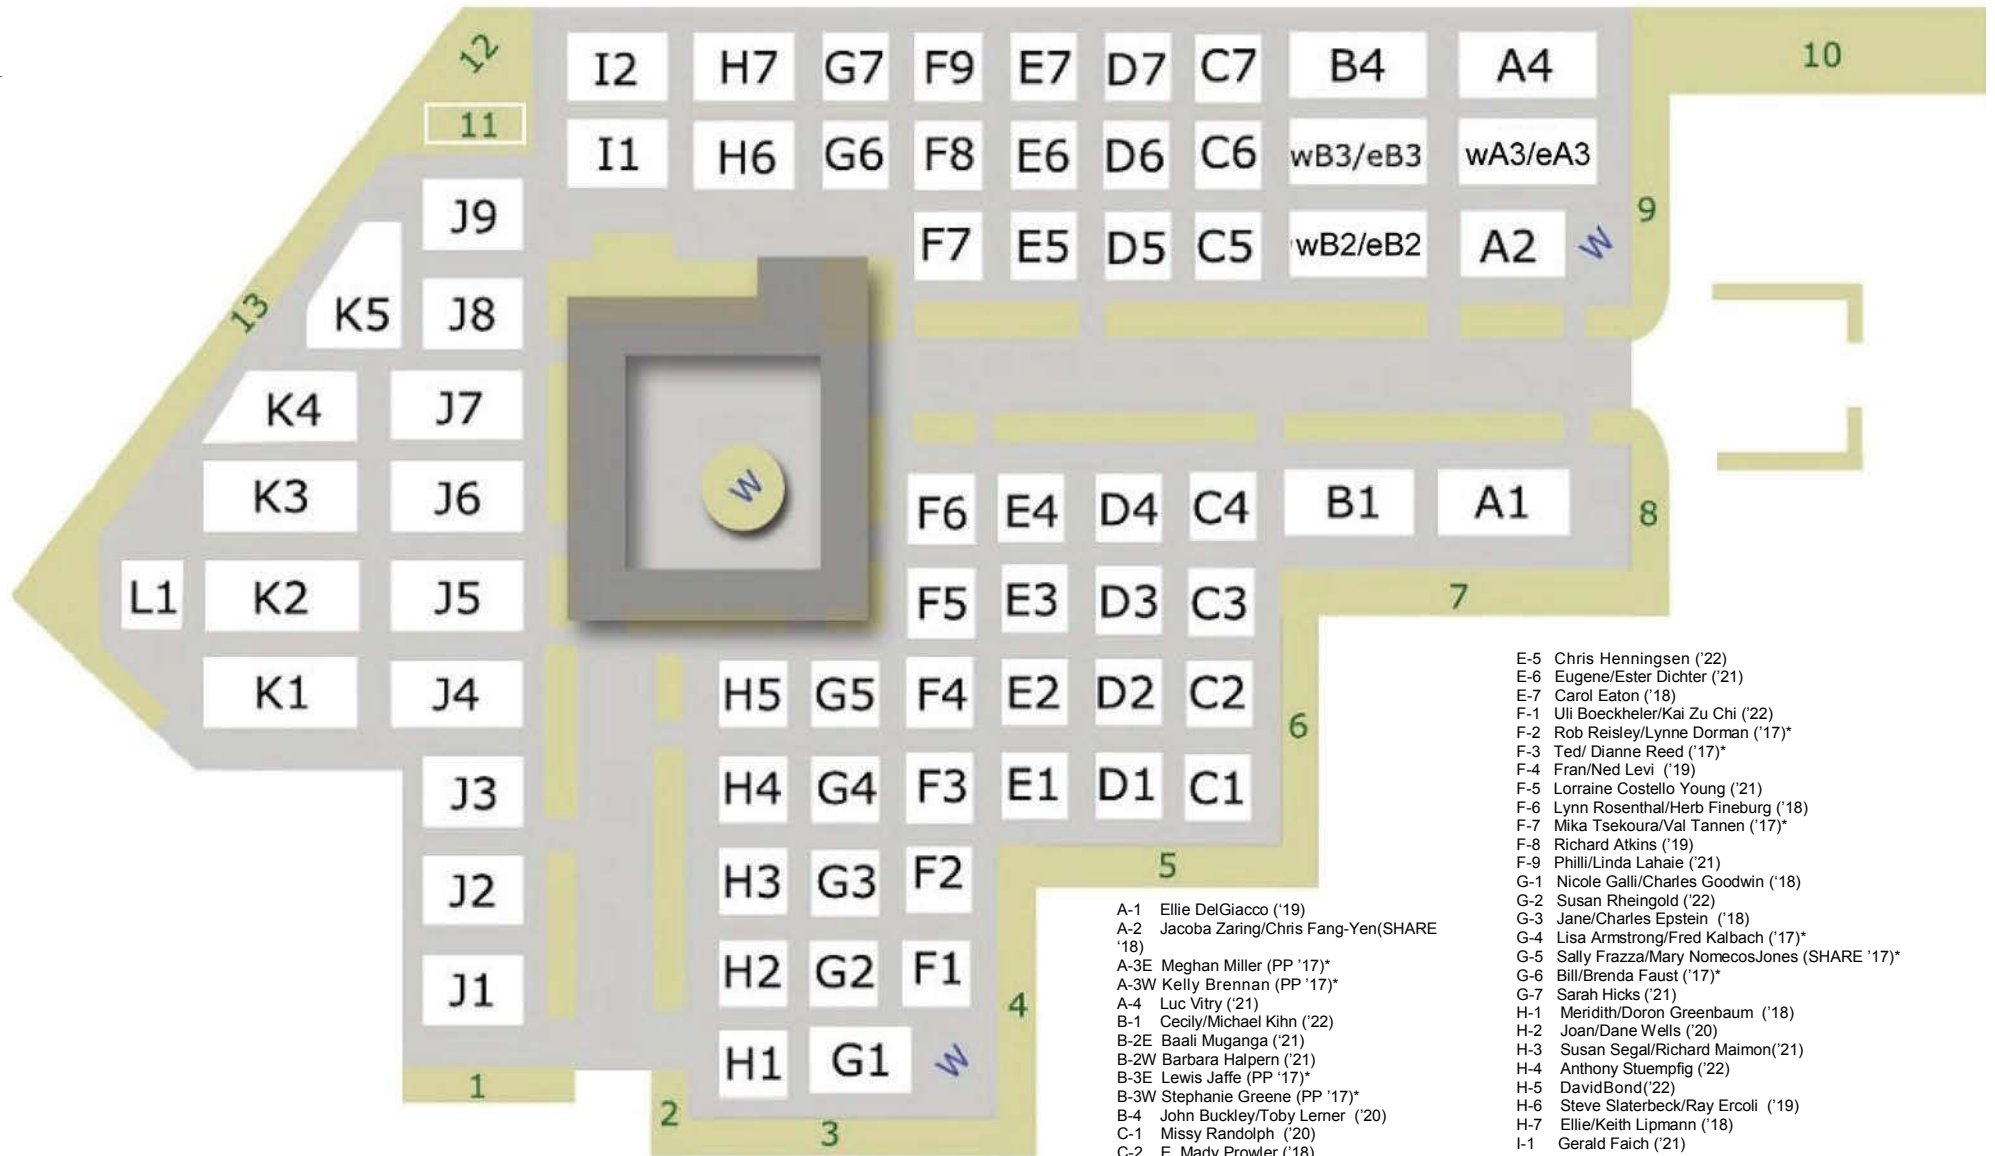 12 I2 H7 G7 F9 E7 D7 C7 B4 A4 10
11 I1 H6 G6 F8 E6 D6 C6 wB3/eB3 wA3/eA3
J9 F7 E5 D5 C5 wB2/eB2 A2 W 9
13 K5 J8
K4 J7
K3 J6 W F6 E4 D4 C4 B1 A1 8
L1 K2 J5 F5 E3 D3 C3 7
K1 J4 H5 G5 F4 E2 D2 C2 6
J3 H4 G4 F3 E1 D1 C1
J2 H3 G3 F2 5
J1 H2 G2 F1 4
1 H1 G1 W
2 3
A-1 Ellie DelGiacco (‘19)
A-2 Jacoba Zaring/Chris Fang-Yen(SHARE
‘18)
A-3E Meghan Miller (PP ’17)*
A-3W Kelly Brennan (PP ’17)*
A-4 Luc Vitry (‘21)
B-1 Cecily/Michael Kihn (’22)
B-2E Baali Muganga (‘21)
B-2W Barbara Halpern (‘21)
B-3E Lewis Jaffe (PP ’17)*
B-3W Stephanie Greene (PP ’17)*
B-4 John Buckley/Toby Lerner (’20)
C-1 Missy Randolph (’20)
C-2 E. Mady Prowler (’18)
E-5 Chris Henningsen (’22)
E-6 Eugene/Ester Dichter (’21)
E-7 Carol Eaton (’18)
F-1 Uli Boeckheler/Kai Zu Chi (’22)
F-2 Rob Reisley/Lynne Dorman (’17)*
F-3 Ted/ Dianne Reed (’17)*
F-4 Fran/Ned Levi (’19)
F-5 Lorraine Costello Young (’21)
F-6 Lynn Rosenthal/Herb Fineburg (’18)
F-7 Mika Tsekoura/Val Tannen (’17)*
F-8 Richard Atkins (’19)
F-9 Philli/Linda Lahaie (’21)
G-1 Nicole Galli/Charles Goodwin (‘18)
G-2 Susan Rheingold (’22)
G-3 Jane/Charles Epstein (’18)
G-4 Lisa Armstrong/Fred Kalbach (’17)*
G-5 Sally Frazza/Mary NomecosJones (SHARE ’17)*
G-6 Bill/Brenda Faust (’17)*
G-7 Sarah Hicks (’21)
H-1 Meridith/Doron Greenbaum (’18)
H-2 Joan/Dane Wells (’20)
H-3 Susan Segal/Richard Maimon(’21)
H-4 Anthony Stuempfig (’22)
H-5 DavidBond(’22)
H-6 Steve Slaterbeck/Ray Ercoli (’19)
H-7 Ellie/Keith Lipmann (’18)
I-1 Gerald Faich (’21)